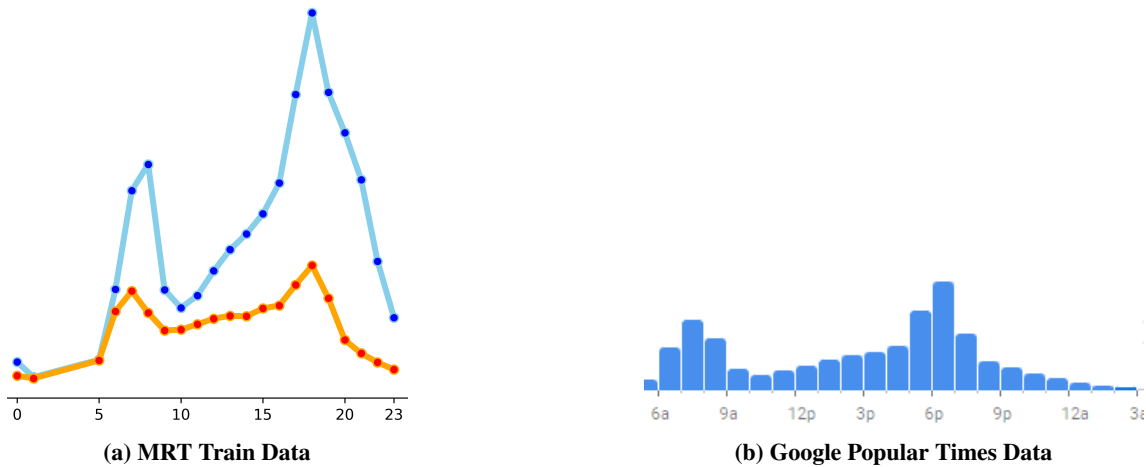 0 5 10 15 20 23
6a 9a 12p 3p 6p 9p 12a 3a
(a) MRT Train Data
(b) Google Popular Times Data